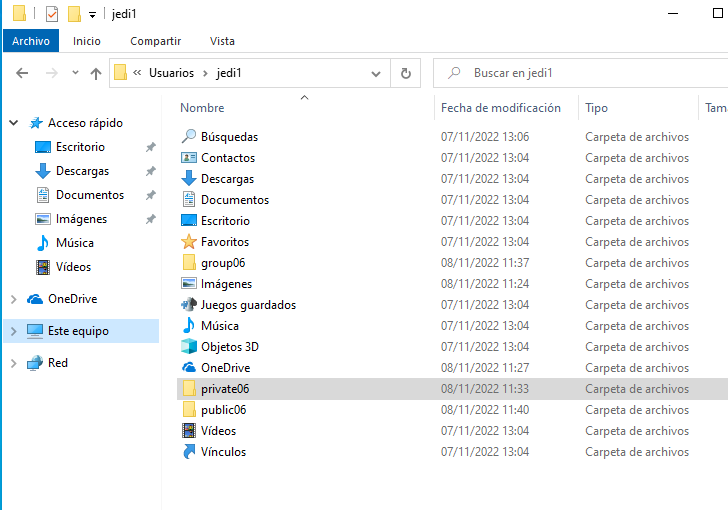 jedi1
Archivo Inicio Compartir Vista
« Usuarios › jedi1 Buscar en jedi1
Nombre Fecha de modificación Tipo Tam
Acceso rápido
Escritorio
Descargas
Documentos
Imágenes
Música
Vídeos
OneDrive
Este equipo
Red
Búsquedas 07/11/2022 13:06 Carpeta de archivos
Contactos 07/11/2022 13:04 Carpeta de archivos
Descargas 07/11/2022 13:04 Carpeta de archivos
Documentos 07/11/2022 13:04 Carpeta de archivos
Escritorio 07/11/2022 13:04 Carpeta de archivos
Favoritos 07/11/2022 13:04 Carpeta de archivos
group06 08/11/2022 11:37 Carpeta de archivos
Imágenes 08/11/2022 11:24 Carpeta de archivos
Juegos guardados 07/11/2022 13:04 Carpeta de archivos
Música 07/11/2022 13:04 Carpeta de archivos
Objetos 3D 07/11/2022 13:04 Carpeta de archivos
OneDrive 08/11/2022 11:27 Carpeta de archivos
private06 08/11/2022 11:33 Carpeta de archivos
public06 08/11/2022 11:40 Carpeta de archivos
Vídeos 07/11/2022 13:04 Carpeta de archivos
Vínculos 07/11/2022 13:04 Carpeta de archivos